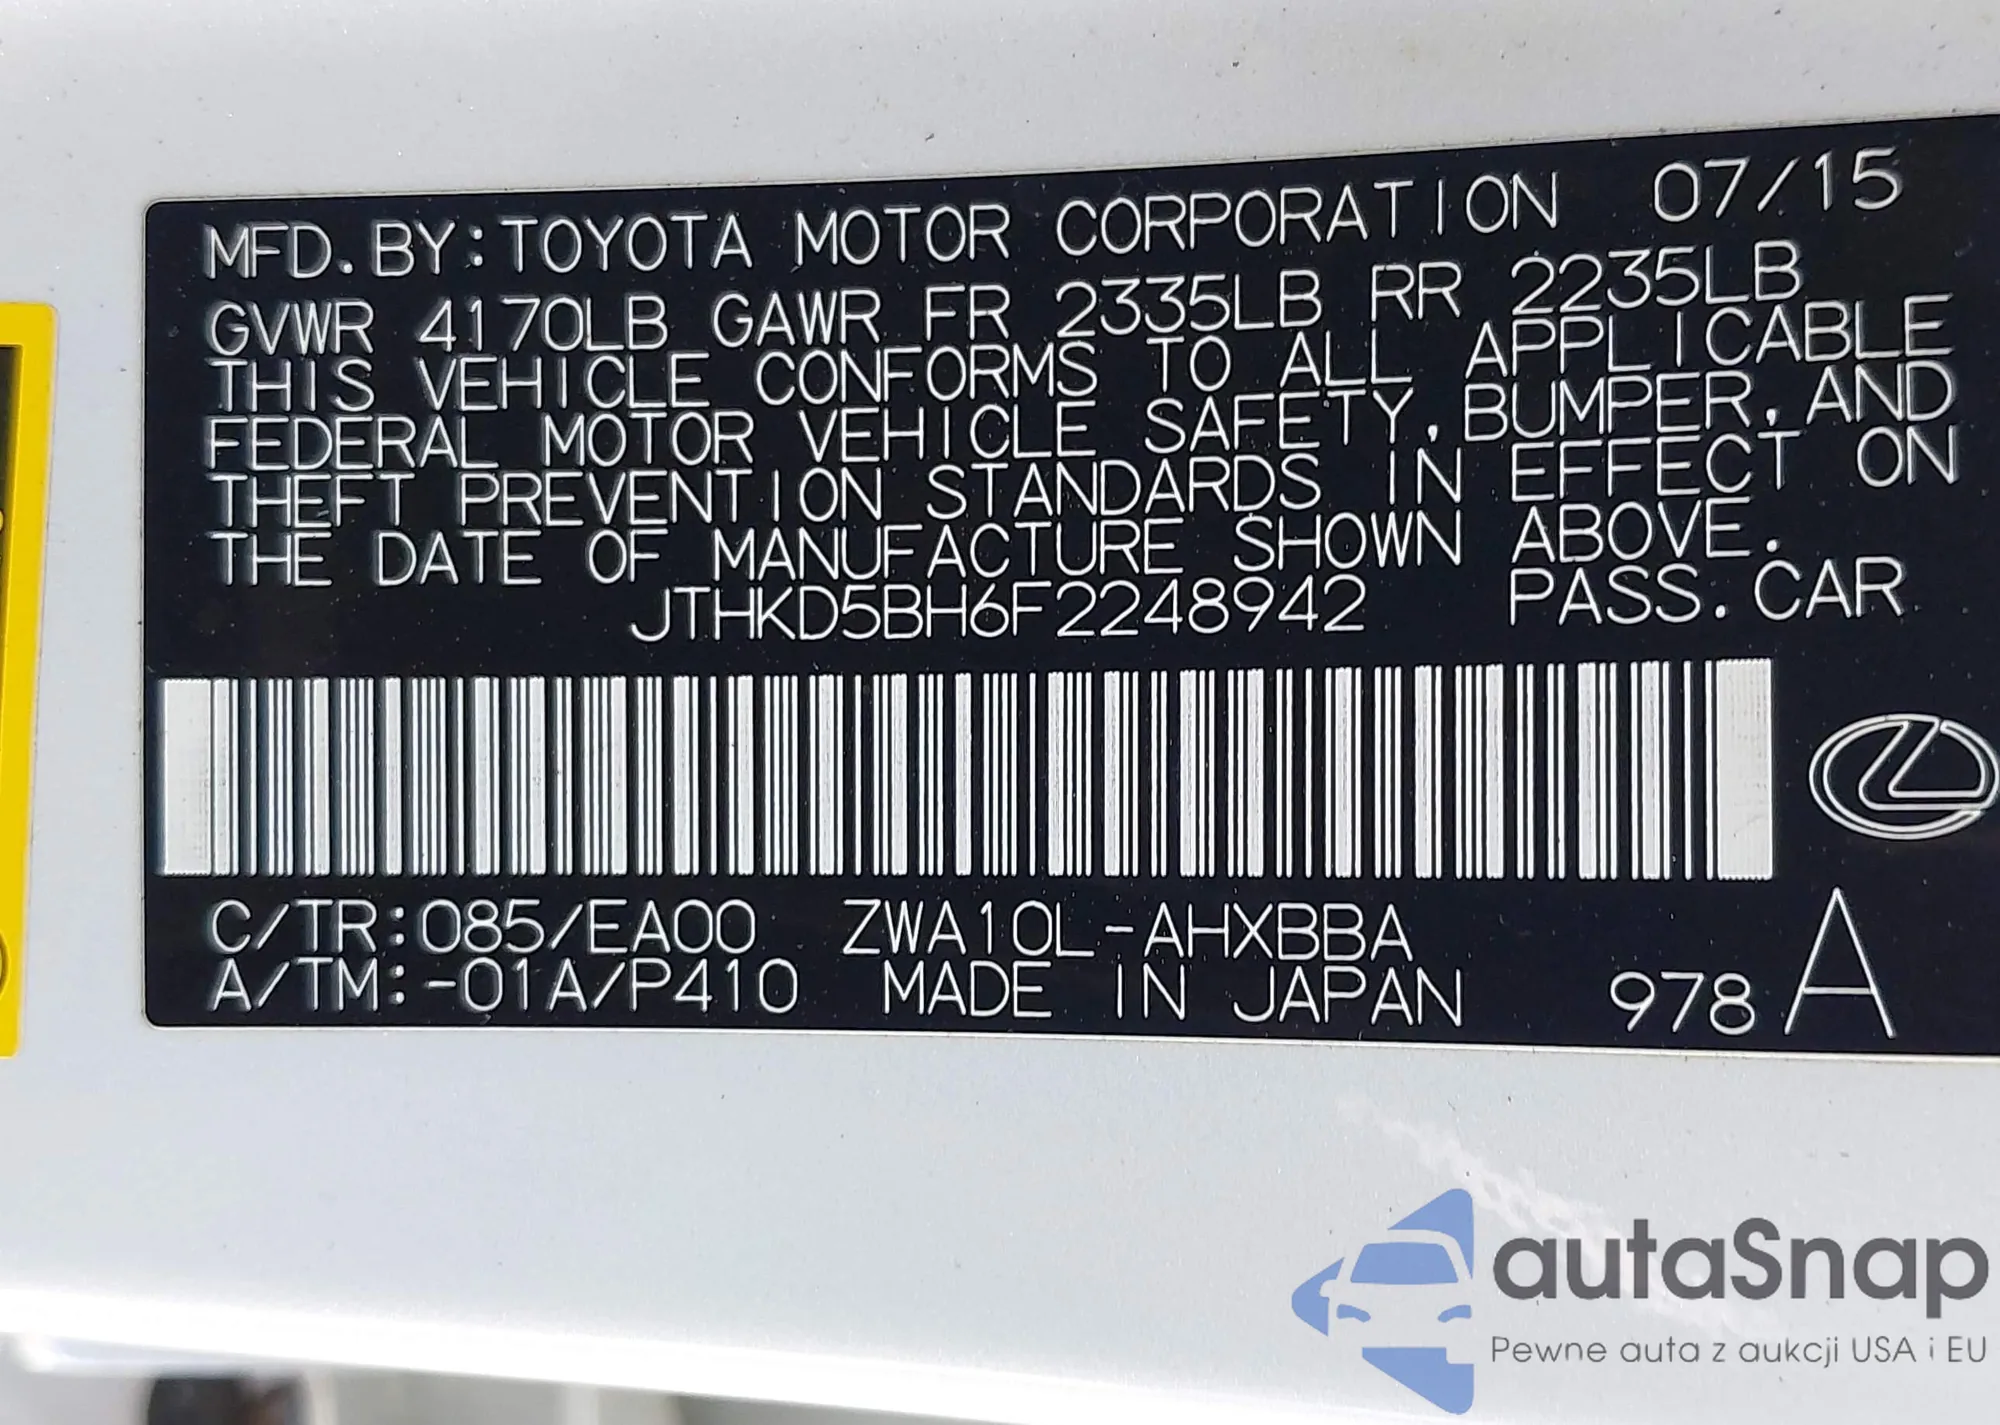 MFD. BY: TOYOTA MOTOR CORPORATION 07/15
GVWR 4170LB GAWR FR 2335LB RR 2235LB
THIS VEHICLE CONFORMS TO ALL APPLICABLE
FEDERAL MOTOR VEHICLE SAFETY, BUMPER, AND
THEFT PREVENTION STANDARDS IN EFFECT ON
THE DATE OF MANUFACTURE SHOWN ABOVE.
JTHKD5BH6F2248942 PASS. CAR
C/TR:085/EA00 ZWA10L-AHXBBA
A/TM:-01A/P410 MADE IN JAPAN 978 A
autaSnap
Pewne auta z aukcji USA i EU